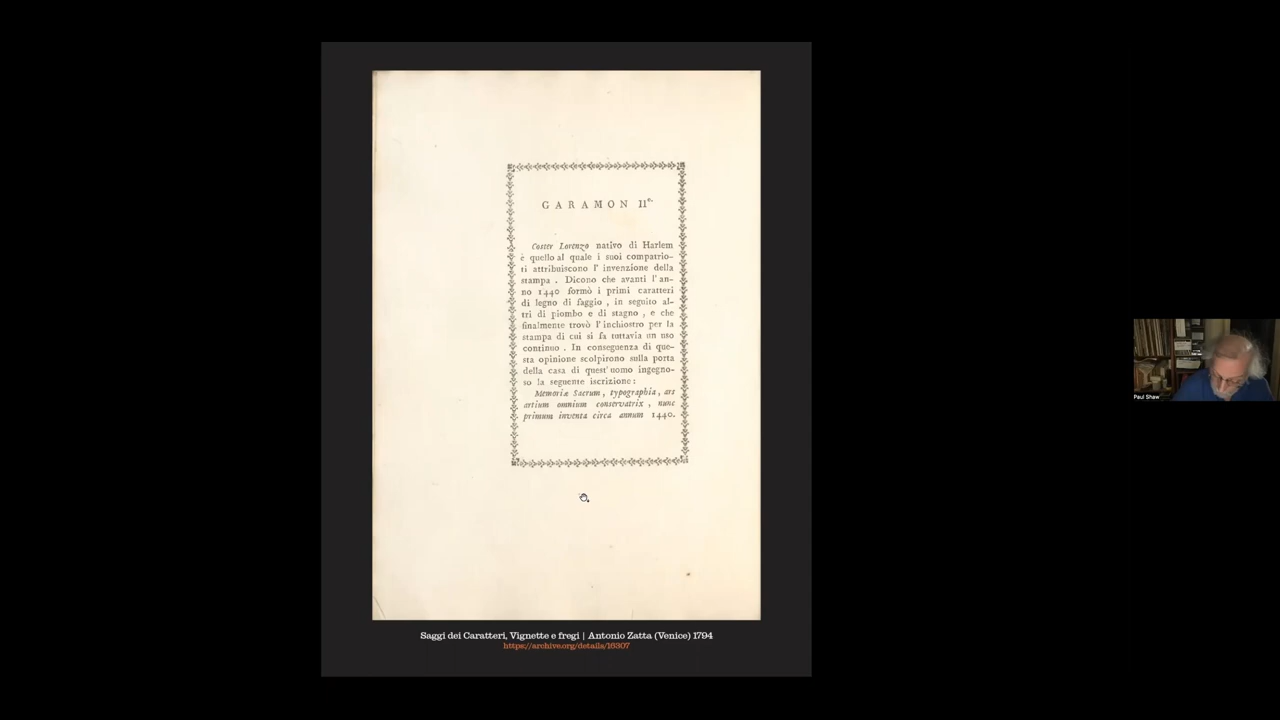 GARAMON II°.
Coster Lorenzo nativo di Harlem
è quello al quale i suoi compatrio-
ti attribuiscono l' invenzione della
stampa . Dicono che avanti l' an-
no 1440 formò i primi caratteri
di legno di faggio , in seguito al-
tri di piombo e di stagno , e che
finalmente trovò l' inchiostro per la
stampa di cui si fa tuttavia un uso
continuo . In conseguenza di que-
sta opinione scolpirono sulla porta
della casa di quest' uomo ingegno-
so la seguente iscrizione :
Memoriæ Sacrum , typographia , ars
artium omnium conservatrix , nunc
primum inventa circa annum 1440.
Saggi dei Caratteri, Vignette e fregi | Antonio Zatta (Venice) 1794
https://archive.org/details/16307
Paul Shaw